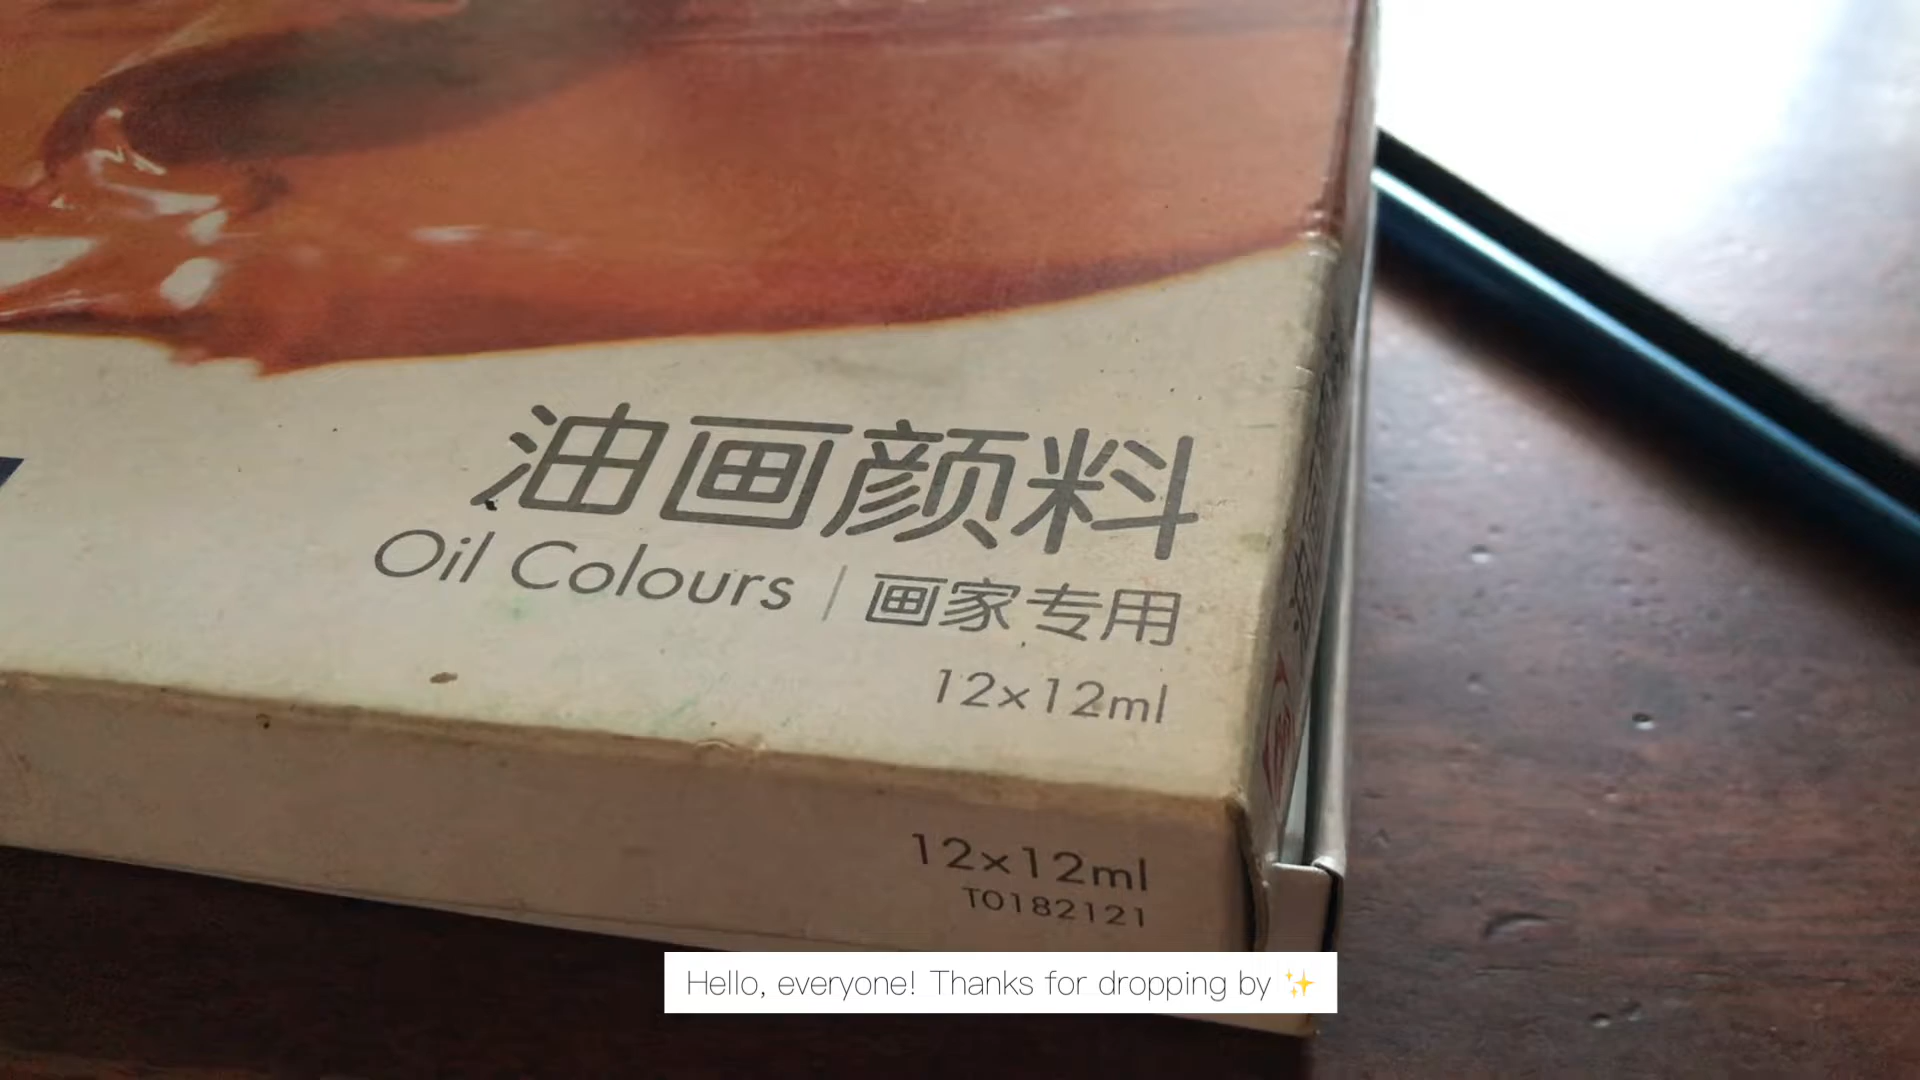 油画颜料
Oil Colours | 画家专用
12x12ml
12x12ml
T0182121
Hello, everyone! Thanks for dropping by ✨